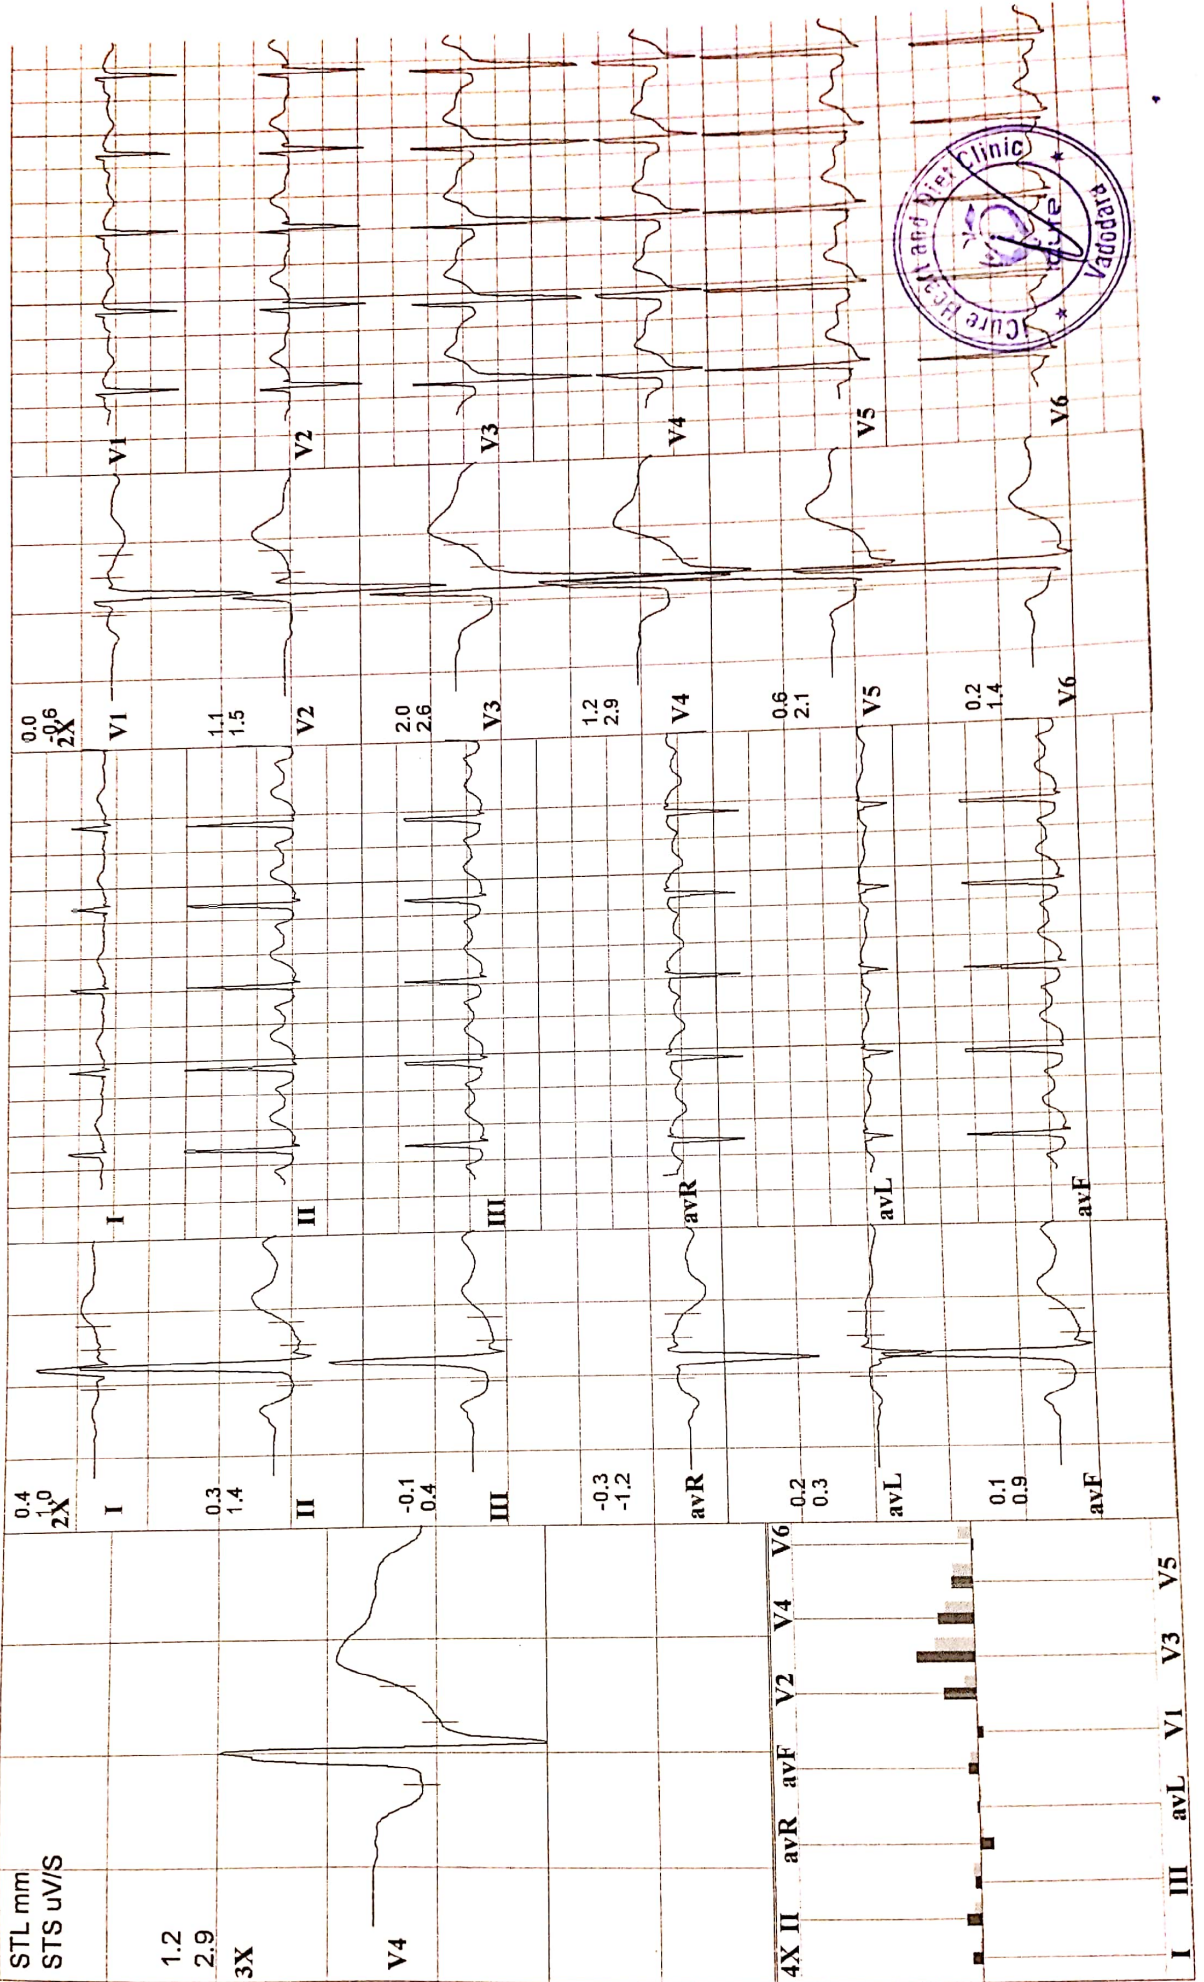 STL mm
STS uV/S
1.2
2.9
3X
V4
4X II avR avF V2 V4 V6
I III avL V1 V3 V5
0.4
1.0
2X
I
0.3
1.4
II
-0.1
0.4
III
-0.3
-1.2
avR
0.2
0.3
avL
0.1
0.9
avF
I
II
III
avR
avL
avF
0.0
-0.6
2X
V1
1.1
1.5
V2
2.0
2.6
V3
1.2
2.9
V4
0.6
2.1
V5
0.2
1.4
V6
V1
V2
V3
V4
V5
V6
iCure Heart and Diet Clinic
Vadodara